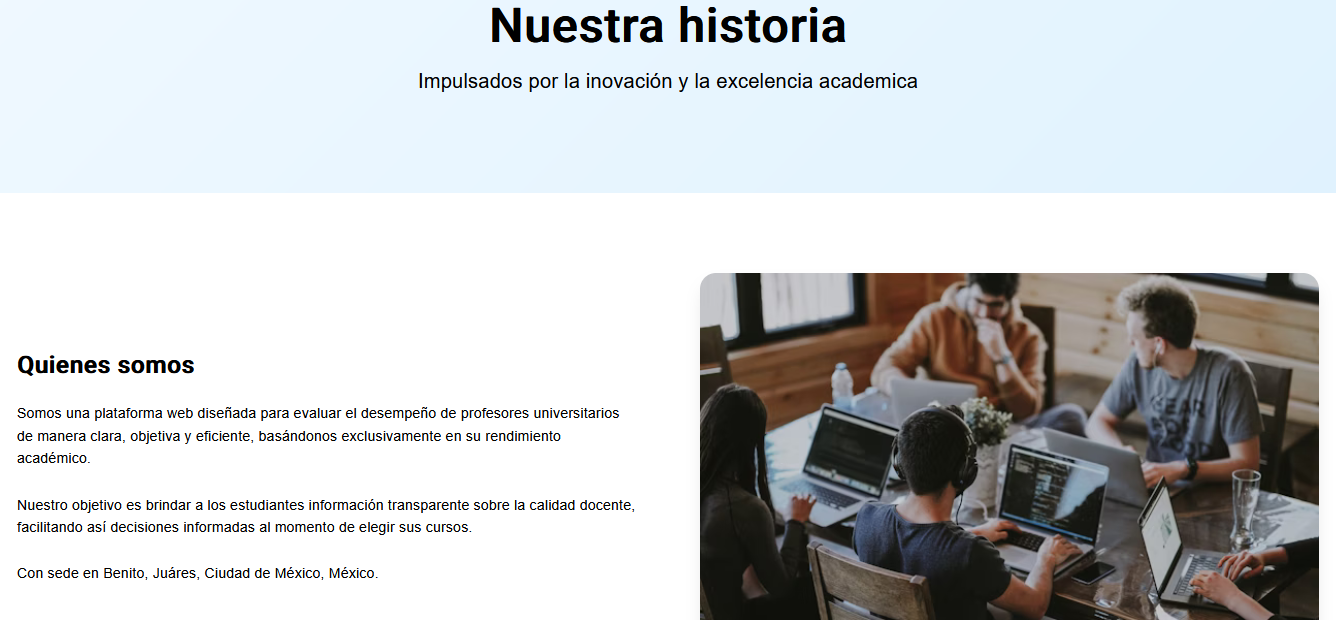 Nuestra historia
Impulsados por la inovación y la excelencia academica
Quienes somos
Somos una plataforma web diseñada para evaluar el desempeño de profesores universitarios
de manera clara, objetiva y eficiente, basándonos exclusivamente en su rendimiento
académico.
Nuestro objetivo es brindar a los estudiantes información transparente sobre la calidad docente,
facilitando así decisiones informadas al momento de elegir sus cursos.
Con sede en Benito, Juáres, Ciudad de México, México.